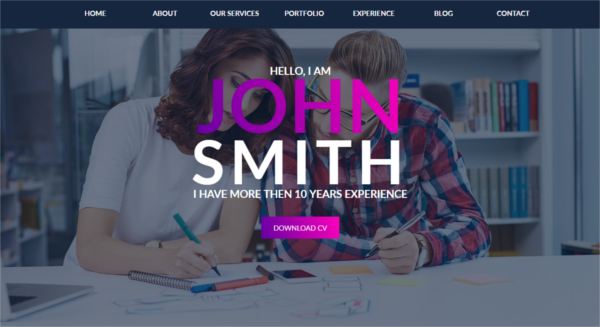 HOME ABOUT OUR SERVICES PORTFOLIO EXPERIENCE BLOG CONTACT
HELLO, I AM
JOHN
SMITH
I HAVE MORE THEN 10 YEARS EXPERIENCE
DOWNLOAD CV